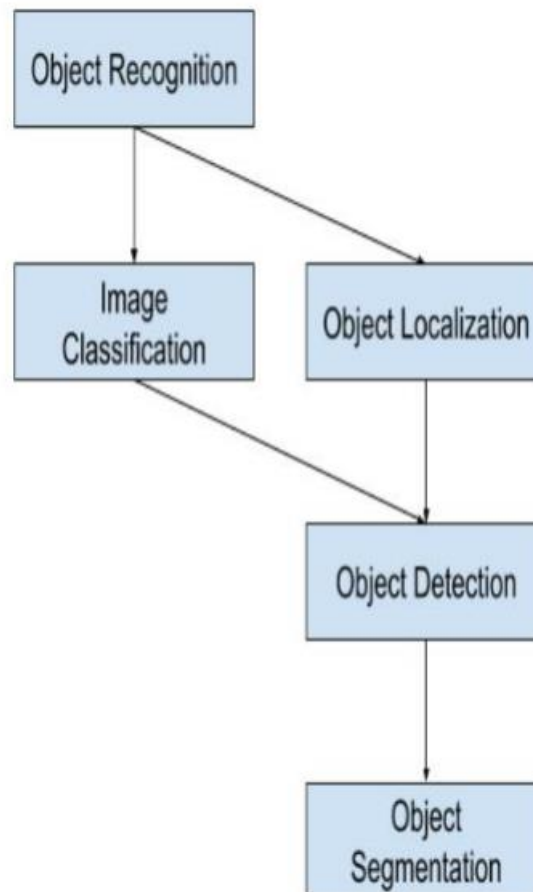 Object Recognition
Image
Classification
Object Localization
Object Detection
Object
Segmentation